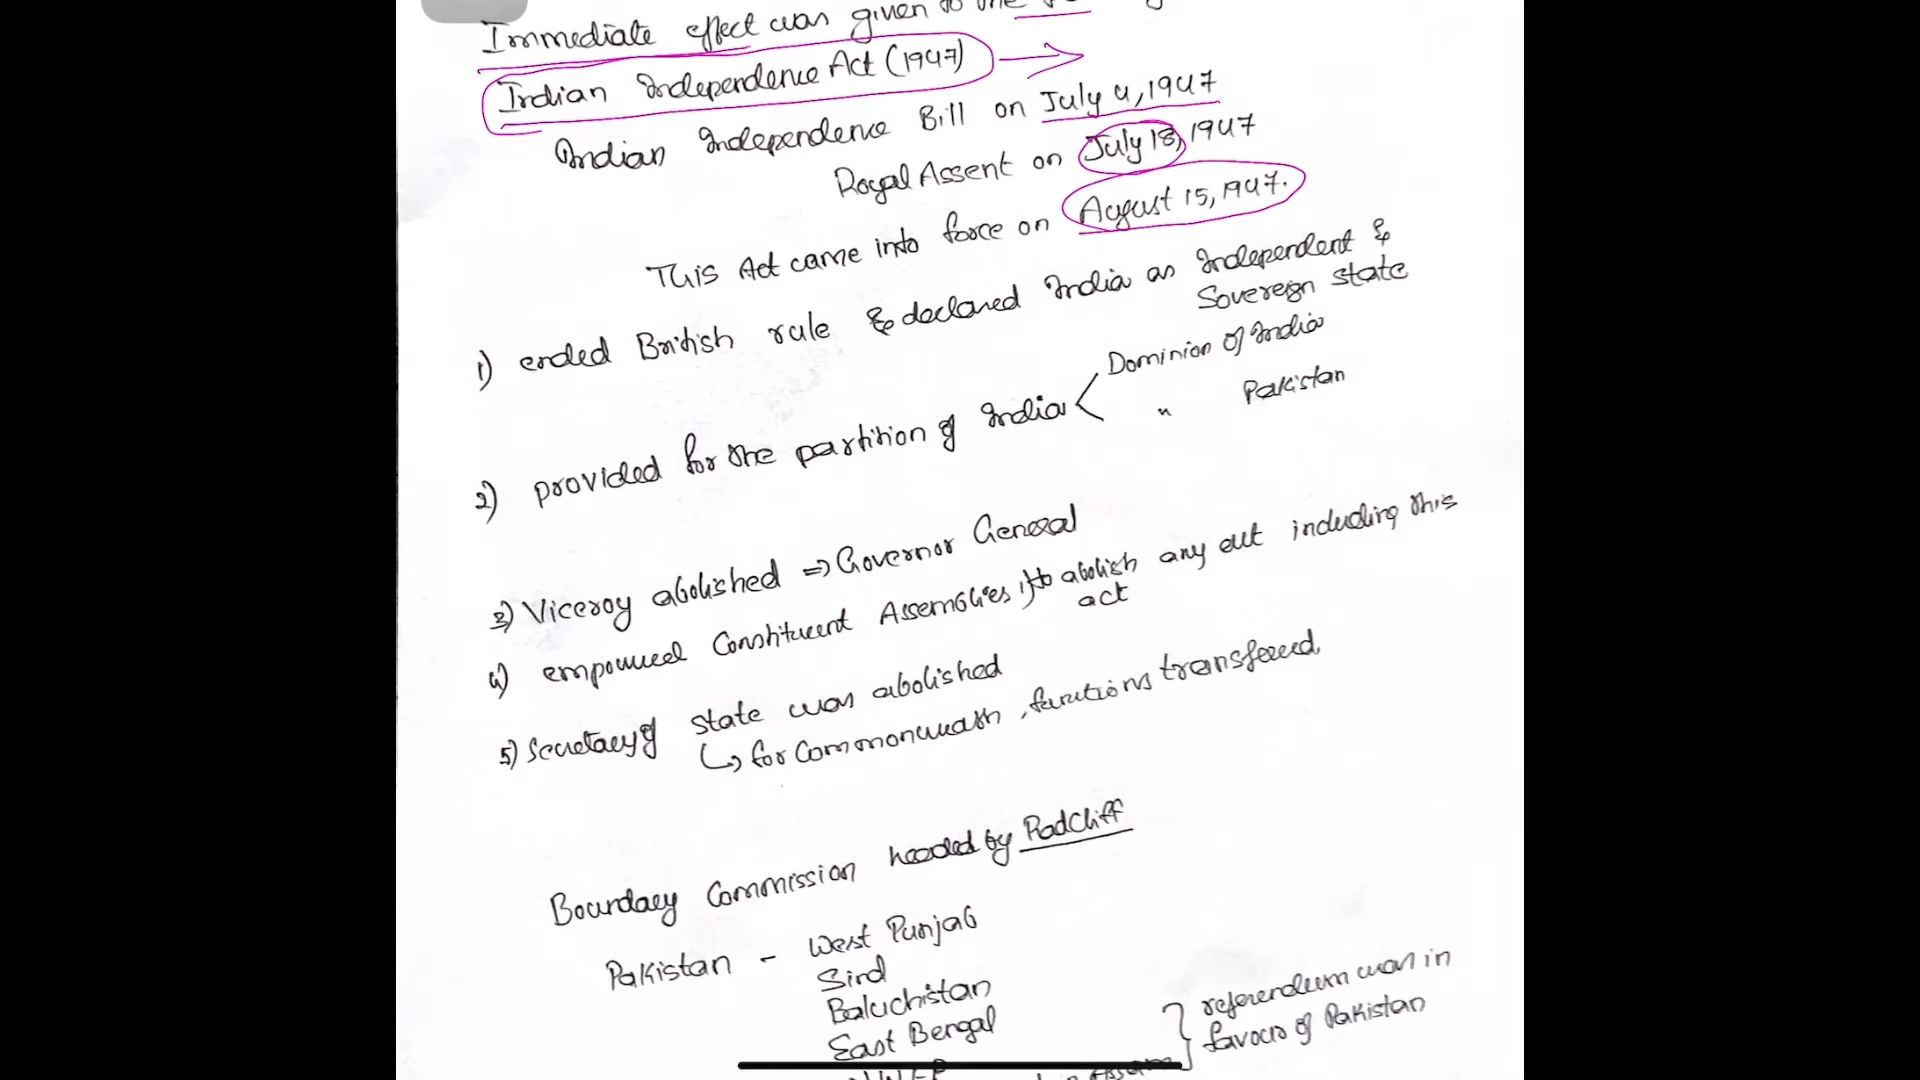 Immediate effect was given to the
Indian Independence Act (1947)
Indian Independence Bill on July 4, 1947
Royal Assent on July 18, 1947
This Act came into force on August 15, 1947.
1) ended British rule & declared India as Independent &
Sovereign state
2) provided for the partition of India Dominion of India
" Pakistan
3) Viceroy abolished ⇒ Governor General
4) empowered Constituent Assemblies, to abolish any act including this
act
5) Secretary of state was abolished
↳ for Commonwealth, functions transferred
Boundary Commission headed by Radcliff
Pakistan - West Punjab
Sind
Baluchistan
East Bengal
referendum was in
favour of Pakistan
NWFP
Assam